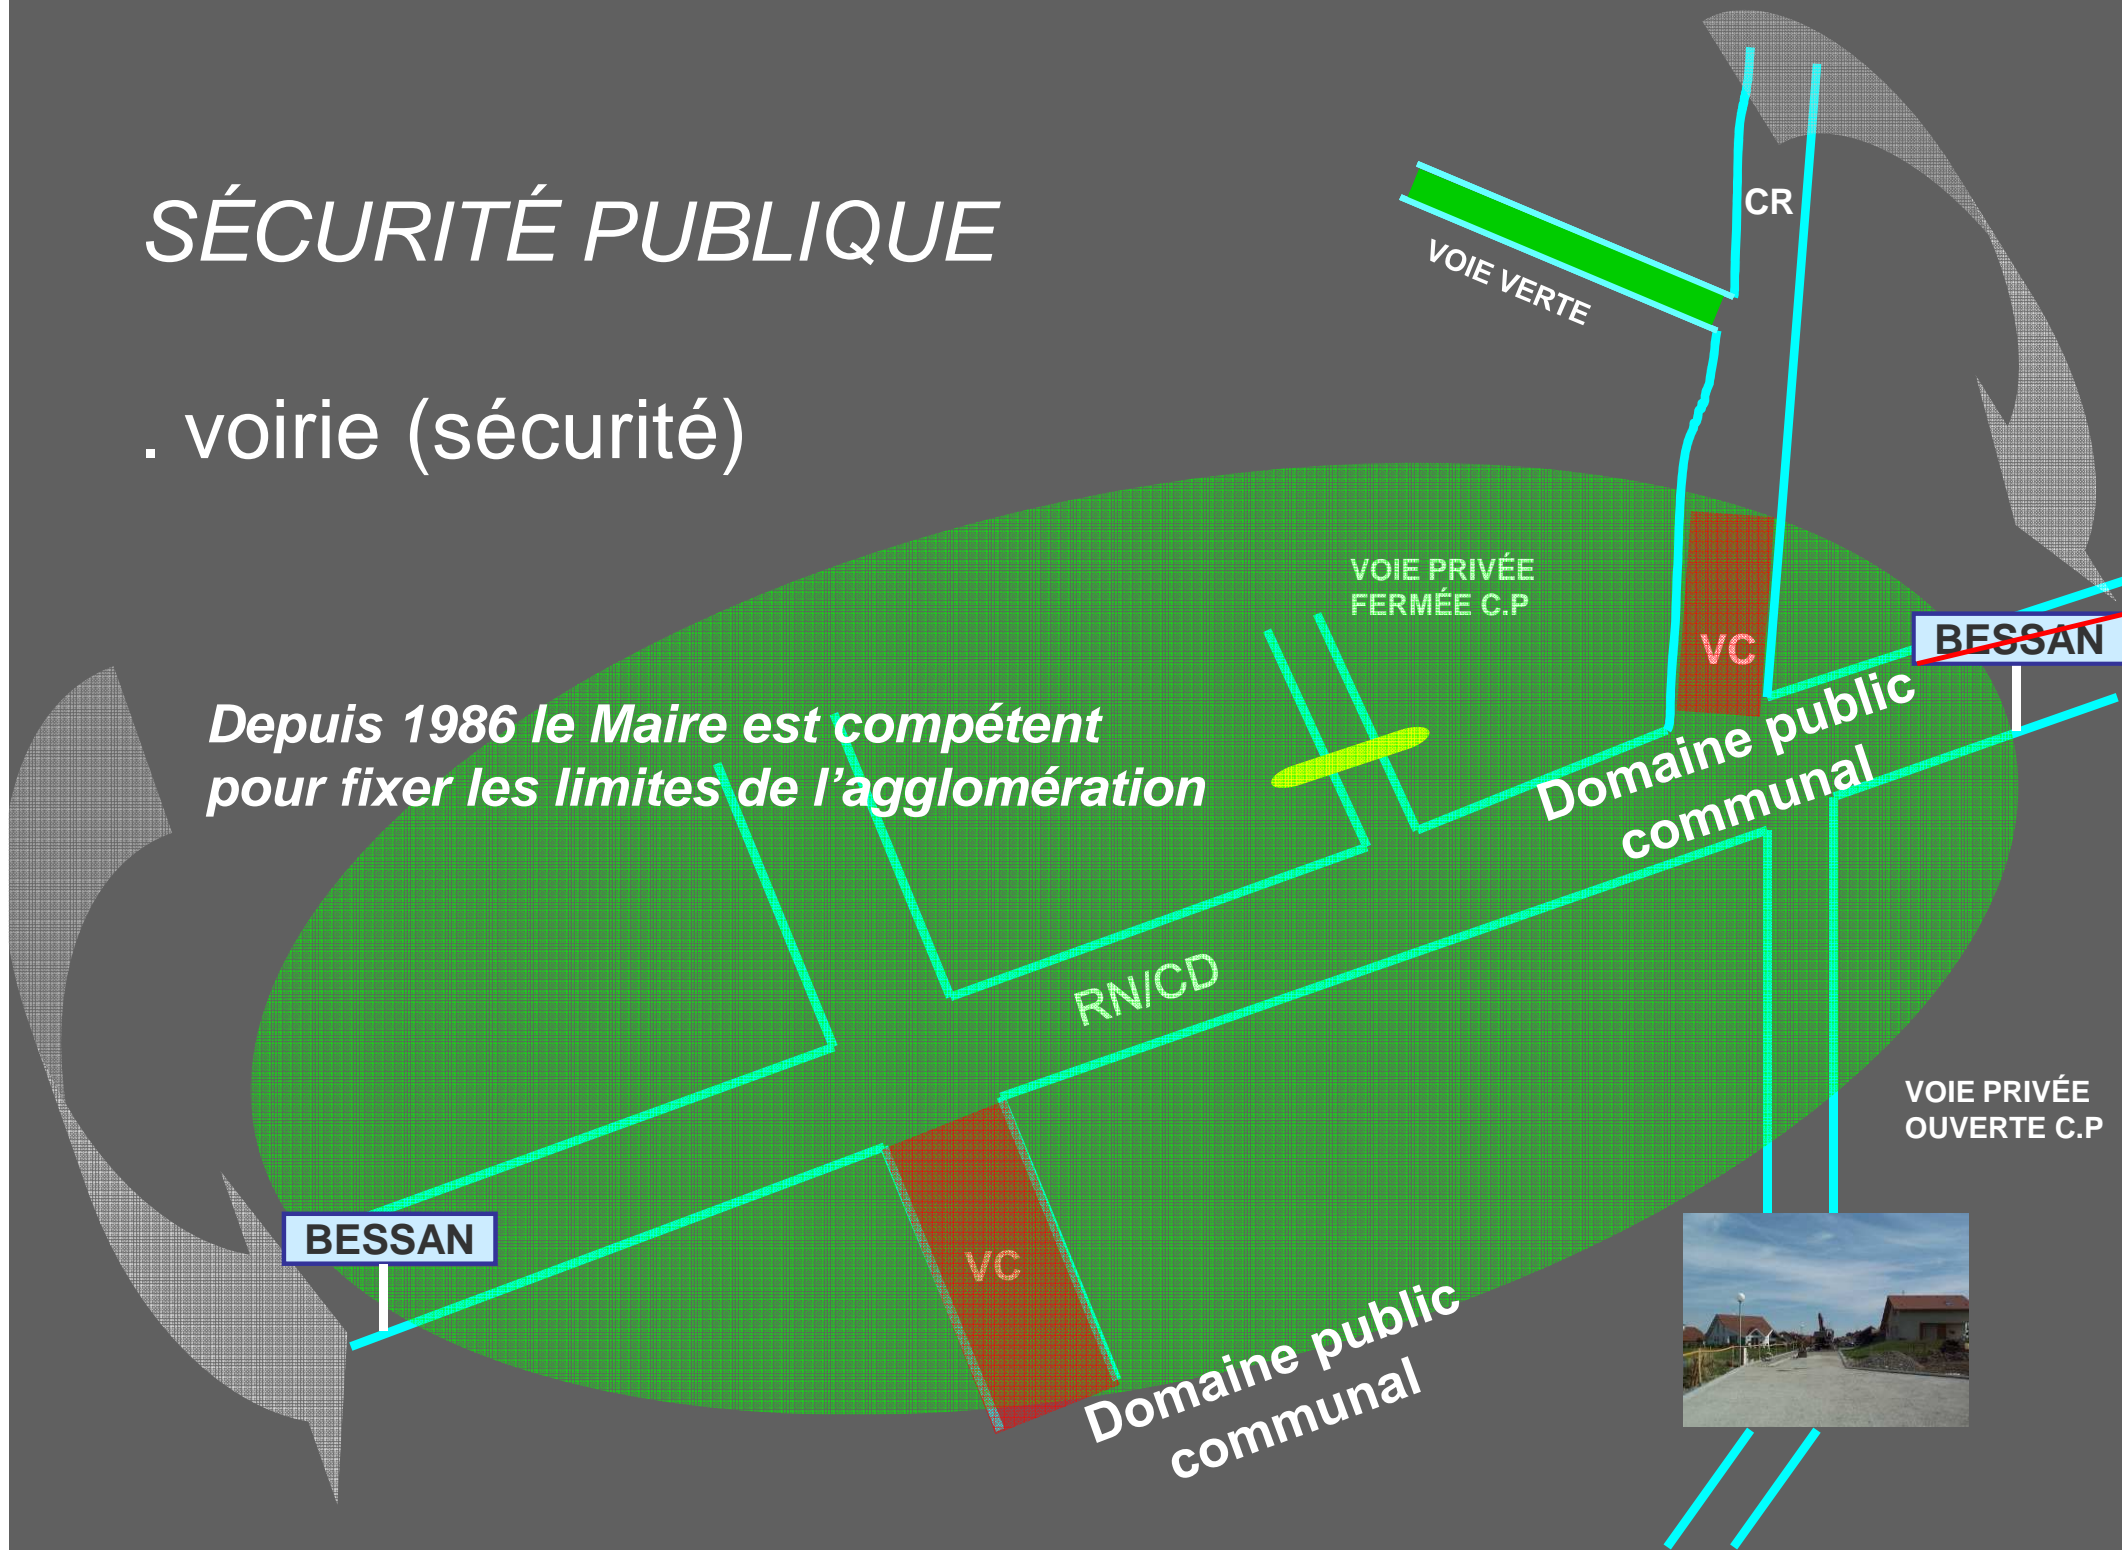 SÉCURITÉ PUBLIQUE
CR
VOIE VERTE
. voirie (sécurité)
VOIE PRIVÉE
FERMÉE C.P
VC
BESSAN
Depuis 1986 le Maire est compétent
pour fixer les limites de l’agglomération
Domaine public
communal
RN/CD
VOIE PRIVÉE
OUVERTE C.P
BESSAN
VC
Domaine public
communal